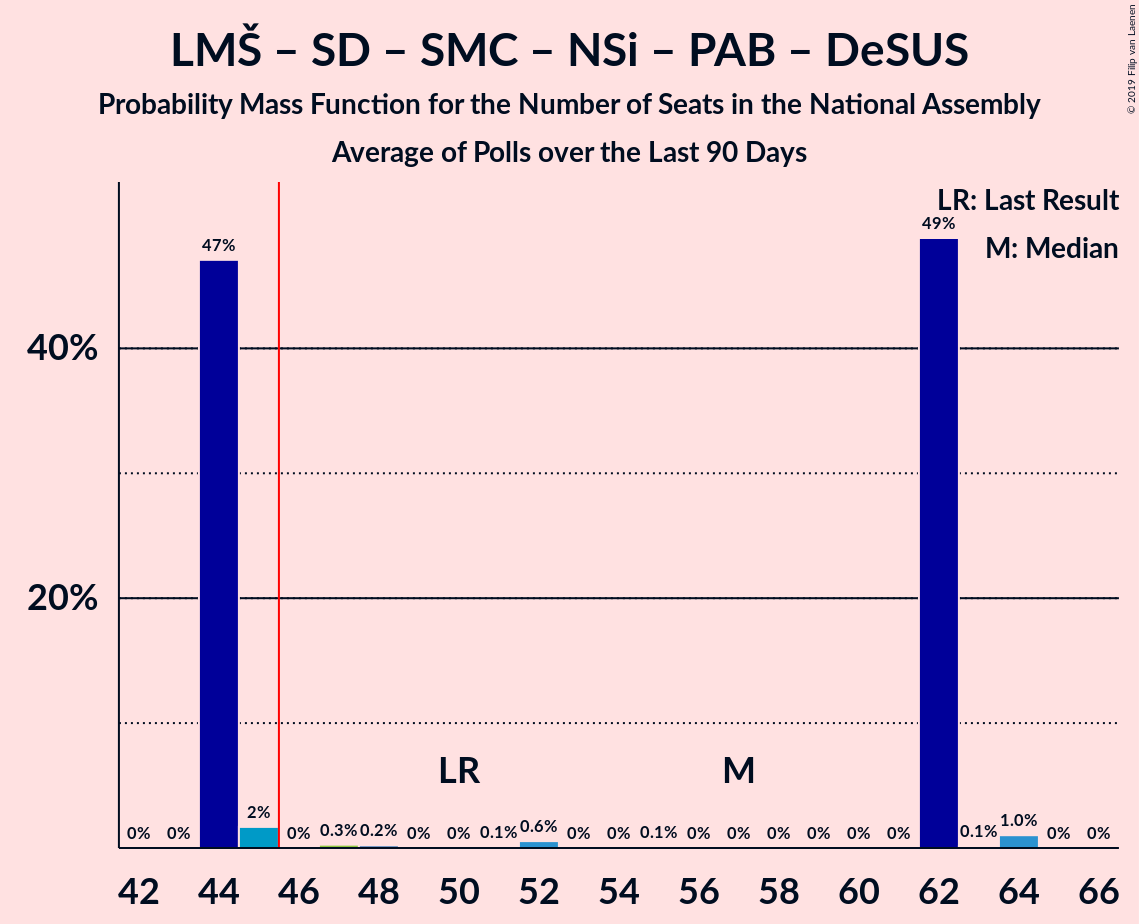 LMŠ – SD – SMC – NSi – PAB – DeSUS
Probability Mass Function for the Number of Seats in the National Assembly
Average of Polls over the Last 90 Days
© 2019 Filip van Laenen
LR: Last Result
M: Median
40%
20%
0% 0% 47% 2% 0% 0.3% 0.2% 0% 0% 0.1% 0.6% 0% 0% 0.1% 0% 0% 0% 0% 0% 0% 49% 0.1% 1.0% 0% 0%
LR M
42 44 46 48 50 52 54 56 58 60 62 64 66